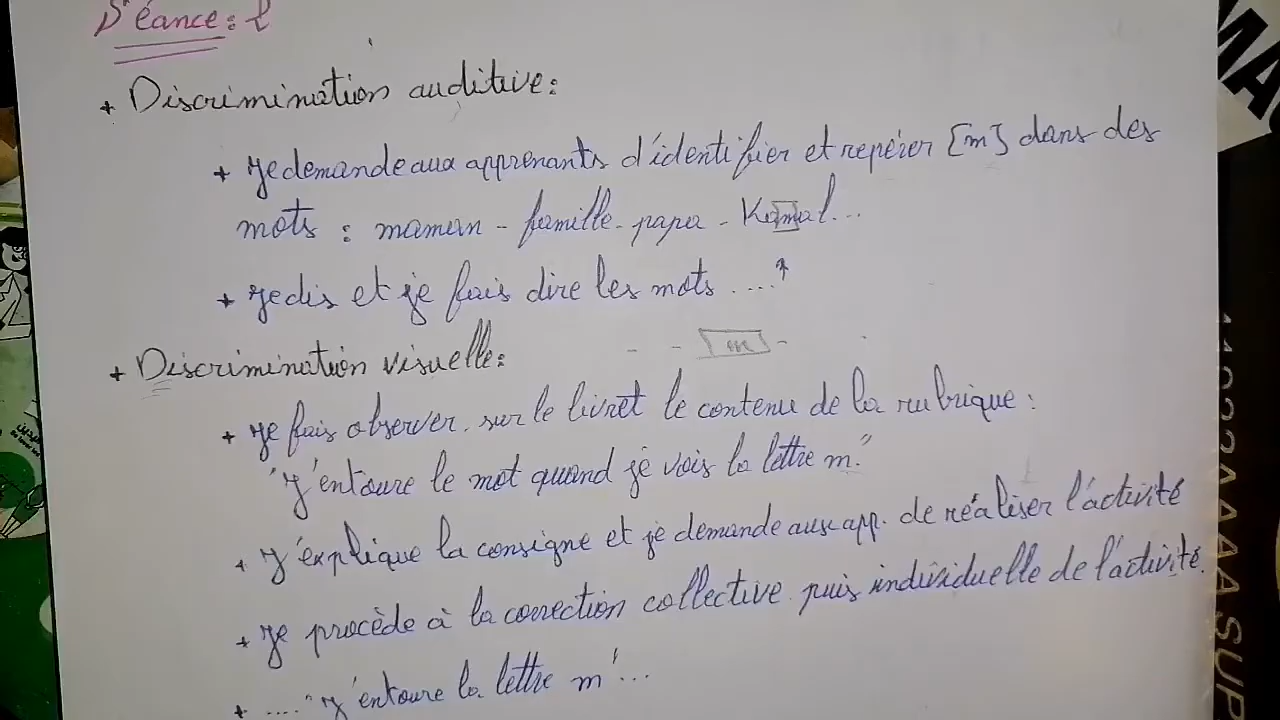 Séance: 2
+ Discrimination auditive:
+ Je demande aux apprenants d'identifier et repérer [m] dans des
mots : maman - famille - papa - Kamal...
+ Je dis et je fais dire les mots ....
- - m -
+ Discrimination visuelle:
+ Je fais observer sur le livret le contenu de la rubrique :
"J'entoure le mot quand je vois la lettre m."
+ J'explique la consigne et je demande aux app. de réaliser l'activité
+ Je procède à la correction collective puis individuelle de l'activité.
+ ...." J'entoure la lettre m"...
MA